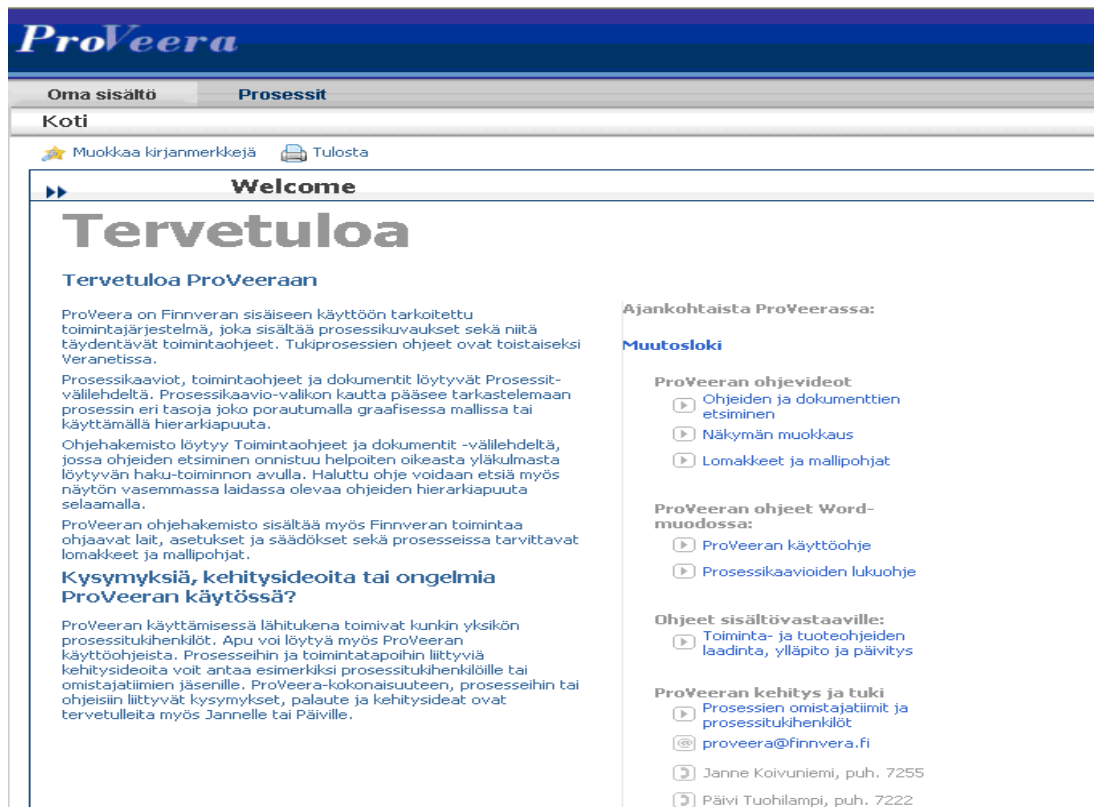 ProVeera
Oma sisältö Prosessit
Koti
Muokkaa kirjanmerkkejä Tulosta
Welcome
Tervetuloa
Tervetuloa ProVeeraan
ProVeera on Finnveran sisäiseen käyttöön tarkoitettu
toimintajärjestelmä, joka sisältää prosessikuvaukset sekä niitä
täydentävät toimintaohjeet. Tukiprosessien ohjeet ovat toistaiseksi
Veranetissa.
Prosessikaaviot, toimintaohjeet ja dokumentit löytyvät Prosessit-
välilehdeltä. Prosessikaavio-valikon kautta pääsee tarkastelemaan
prosessin eri tasoja joko porautumalla graafisessa mallissa tai
käyttämällä hierarkiapuuta.
Ohjehakemisto löytyy Toimintaohjeet ja dokumentit -välilehdeltä,
jossa ohjeiden etsiminen onnistuu helpoiten oikeasta yläkulmasta
löytyvän haku-toiminnon avulla. Haluttu ohje voidaan etsiä myös
näytön vasemmassa laidassa olevaa ohjeiden hierarkiapuuta
selaamalla.
ProVeeran ohjehakemisto sisältää myös Finnveran toimintaa
ohjaavat lait, asetukset ja säädökset sekä prosesseissa tarvittavat
lomakkeet ja mallipohjat.
Kysymyksiä, kehitysideoita tai ongelmia
ProVeeran käytössä?
ProVeeran käyttämisessä lähitukena toimivat kunkin yksikön
prosessitukihenkilöt. Apu voi löytyä myös ProVeeran
käyttöohjeista. Prosesseihin ja toimintatapoihin liittyviä
kehitysideoita voit antaa esimerkiksi prosessitukihenkilöille tai
omistajatiimien jäsenille. ProVeera-kokonaisuuteen, prosesseihin tai
ohjeisiin liittyvät kysymykset, palaute ja kehitysideat ovat
tervetulleita myös Jannelle tai Päiville.
Ajankohtaista ProVeerassa:
Muutosloki
ProVeeran ohjevideot
Ohjeiden ja dokumenttien
etsiminen
Näkymän muokkaus
Lomakkeet ja mallipohjat
ProVeeran ohjeet Word-
muodossa:
ProVeeran käyttöohje
Prosessikaavioiden lukuohje
Ohjeet sisältövastaaville:
Toiminta- ja tuoteohjeiden
laadinta, ylläpito ja päivitys
ProVeeran kehitys ja tuki
Prosessien omistajatiimit ja
prosessitukihenkilöt
proveera@finnvera.fi
Janne Koivuniemi, puh. 7255
Päivi Tuohilampi, puh. 7222